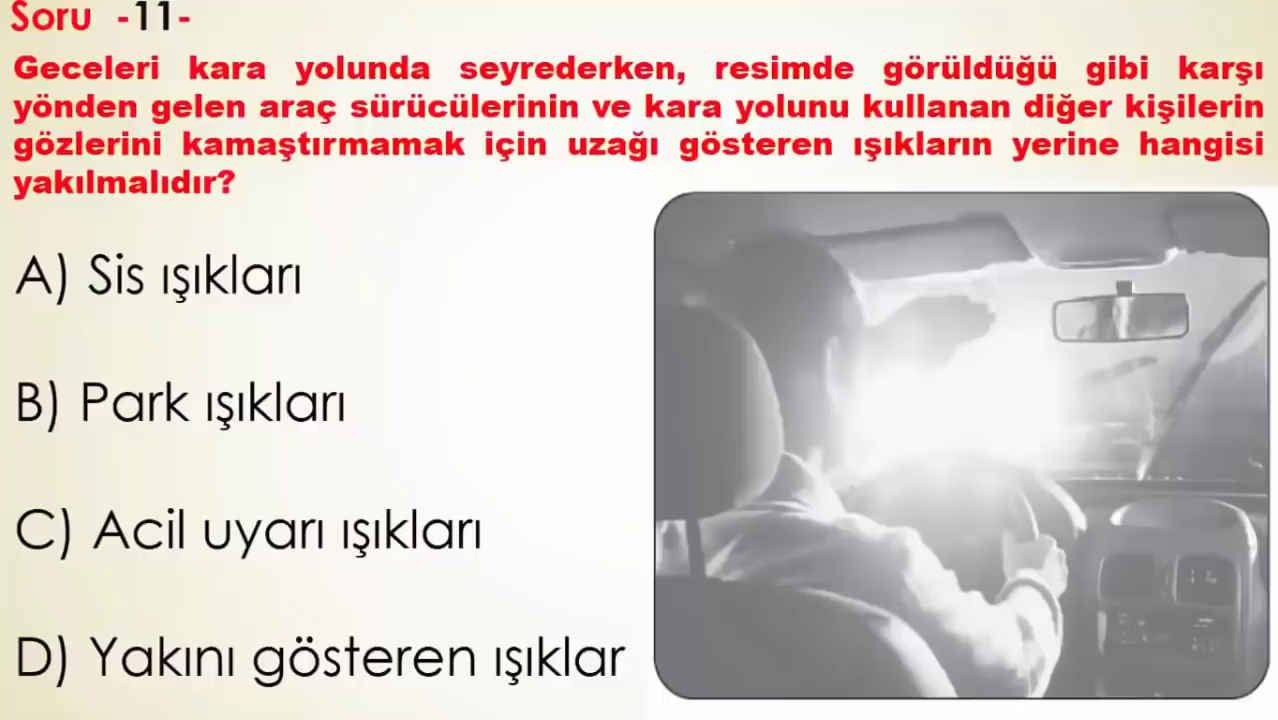 Soru -11-
Geceleri kara yolunda seyrederken, resimde görüldüğü gibi karşı
yönden gelen araç sürücülerinin ve kara yolunu kullanan diğer kişilerin
gözlerini kamaştırmamak için uzağı gösteren ışıkların yerine hangisi
yakılmalıdır?
A) Sis ışıkları
B) Park ışıkları
C) Acil uyarı ışıkları
D) Yakını gösteren ışıklar